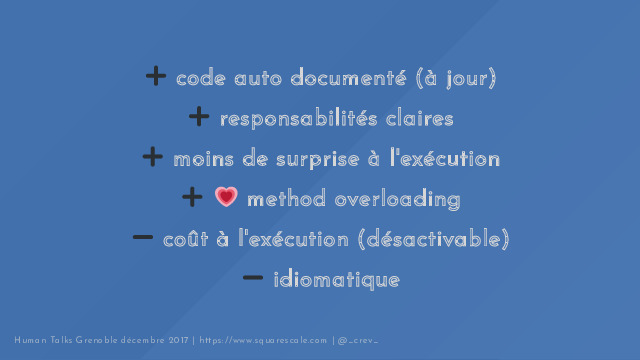 + code auto documenté (à jour)
+ responsabilités claires
+ moins de surprise à l'exécution
+ 💗 method overloading
− coût à l'exécution (désactivable)
− idiomatique
Human Talks Grenoble décembre 2017 | https://www.squarescale.com | @_crev_